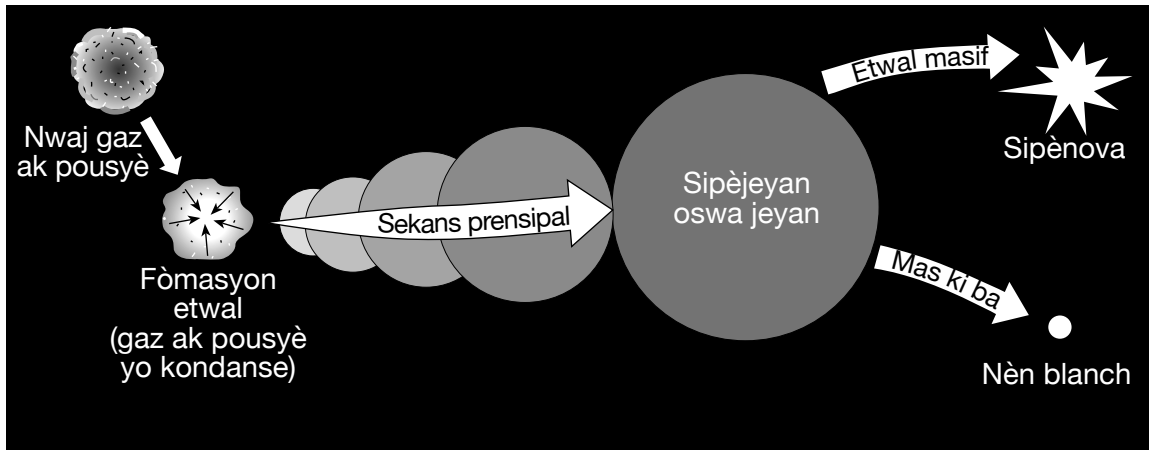 Nwaj gaz
ak pousyè
Fòmasyon
etwal
(gaz ak pousyè
yo kondanse)
Sekans prensipal
Sipèjeyan
oswa jeyan
Etwal masif
Sipènova
Mas ki ba
Nèn blanch